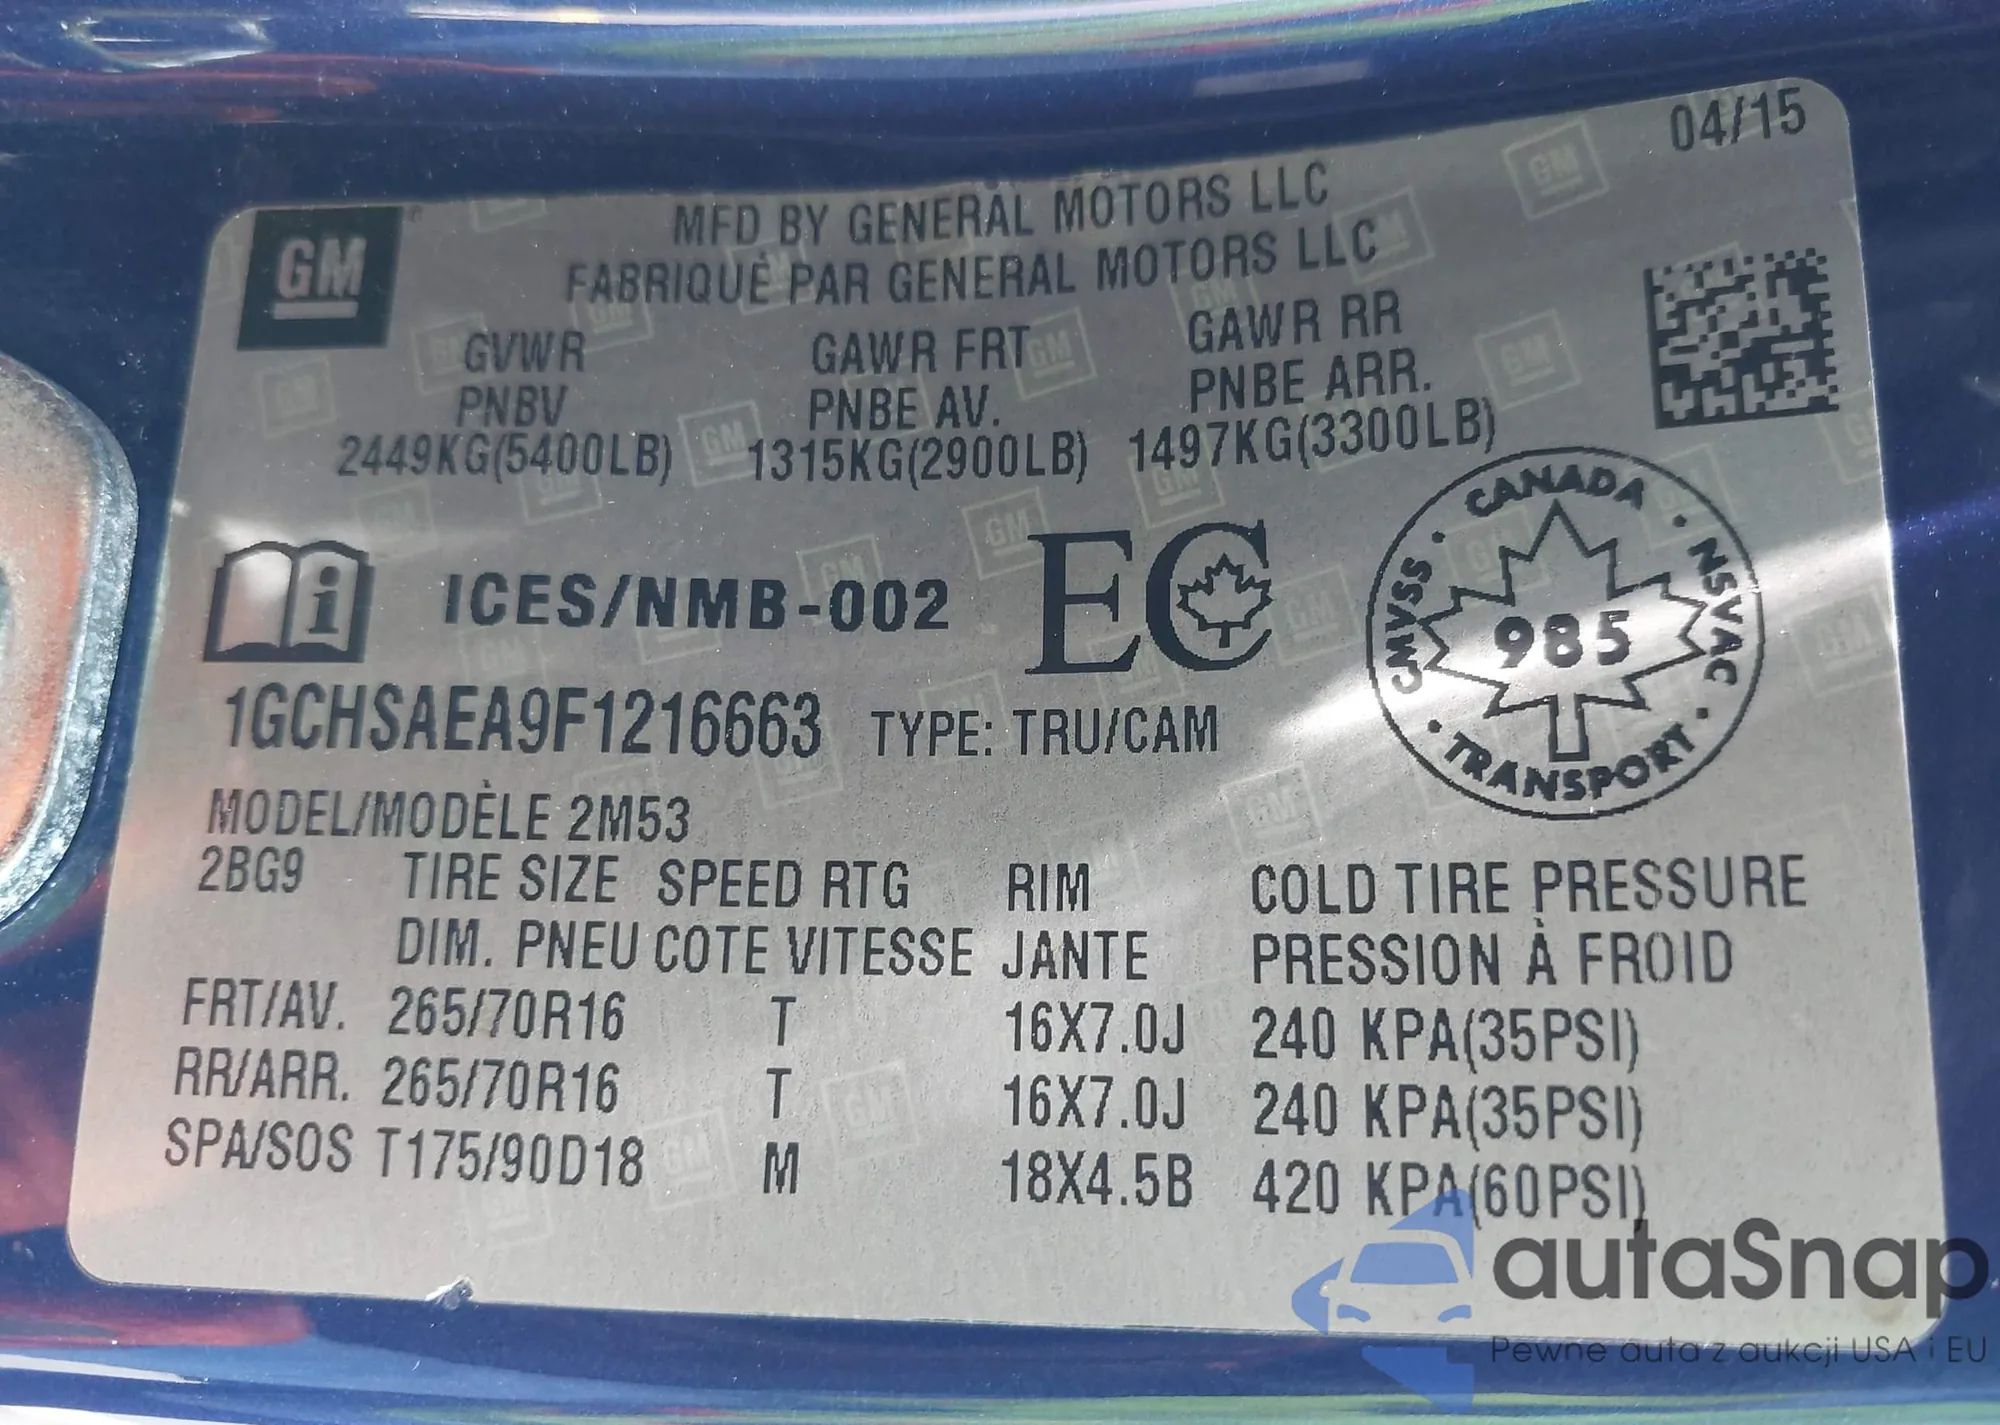 04/15
GM
MFD BY GENERAL MOTORS LLC
FABRIQUÉ PAR GENERAL MOTORS LLC
GVWR GAWR FRT GAWR RR
PNBV PNBE AV. PNBE ARR.
2449KG(5400LB) 1315KG(2900LB) 1497KG(3300LB)
i ICES/NMB-002 EC
CANADA · NSVAC · TRANSPORT · CMVSS ·
985
1GCHSAEA9F1216663 TYPE: TRU/CAM
MODEL/MODÈLE 2M53
2BG9 TIRE SIZE SPEED RTG RIM COLD TIRE PRESSURE
DIM. PNEU COTE VITESSE JANTE PRESSION À FROID
FRT/AV. 265/70R16 T 16X7.0J 240 KPA(35PSI)
RR/ARR. 265/70R16 T 16X7.0J 240 KPA(35PSI)
SPA/SOS T175/90D18 M 18X4.5B 420 KPA(60PSI)
autaSnap
Pewne auta z aukcji USA i EU